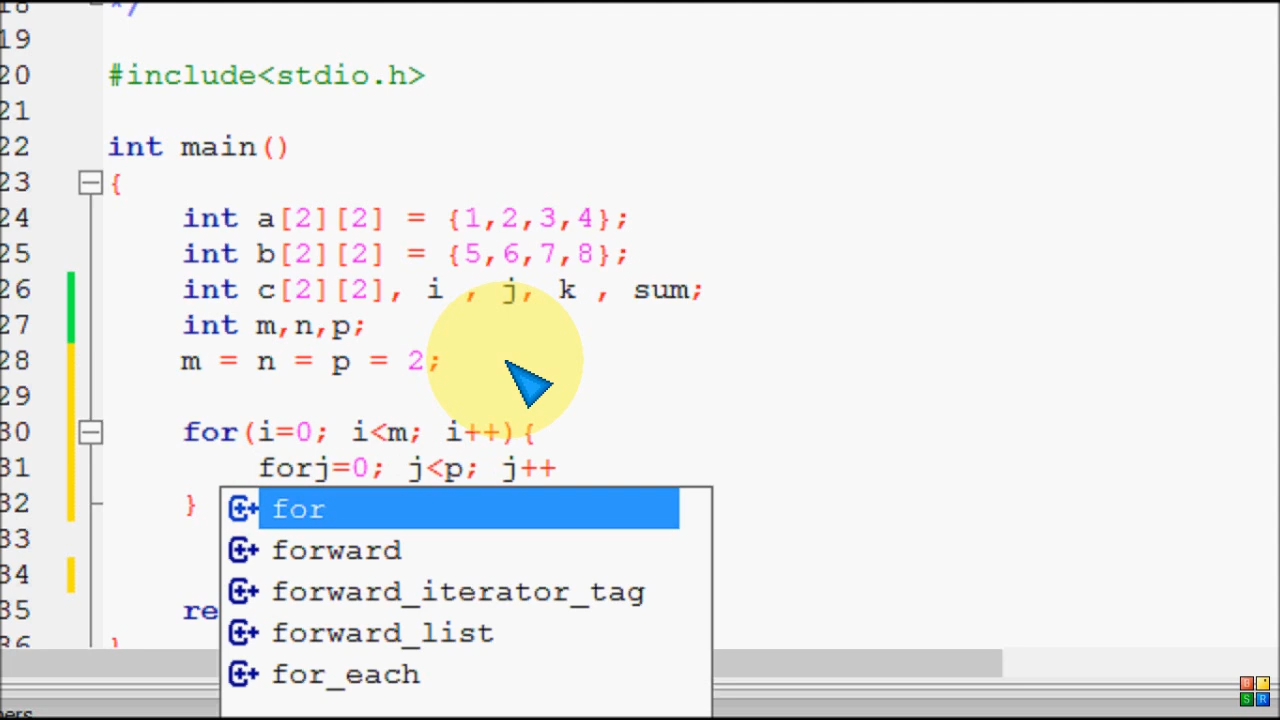 18 */
19
20 #include<stdio.h>
21
22 int main()
23 {
24 int a[2][2] = {1,2,3,4};
25 int b[2][2] = {5,6,7,8};
26 int c[2][2], i , j, k , sum;
27 int m,n,p;
28 m = n = p = 2;
29
30 for(i=0; i<m; i++){
31 forj=0; j<p; j++
32 }
for
33
forward
34
forward_iterator_tag
35 re
forward_list
36 }
for_each
B
S R